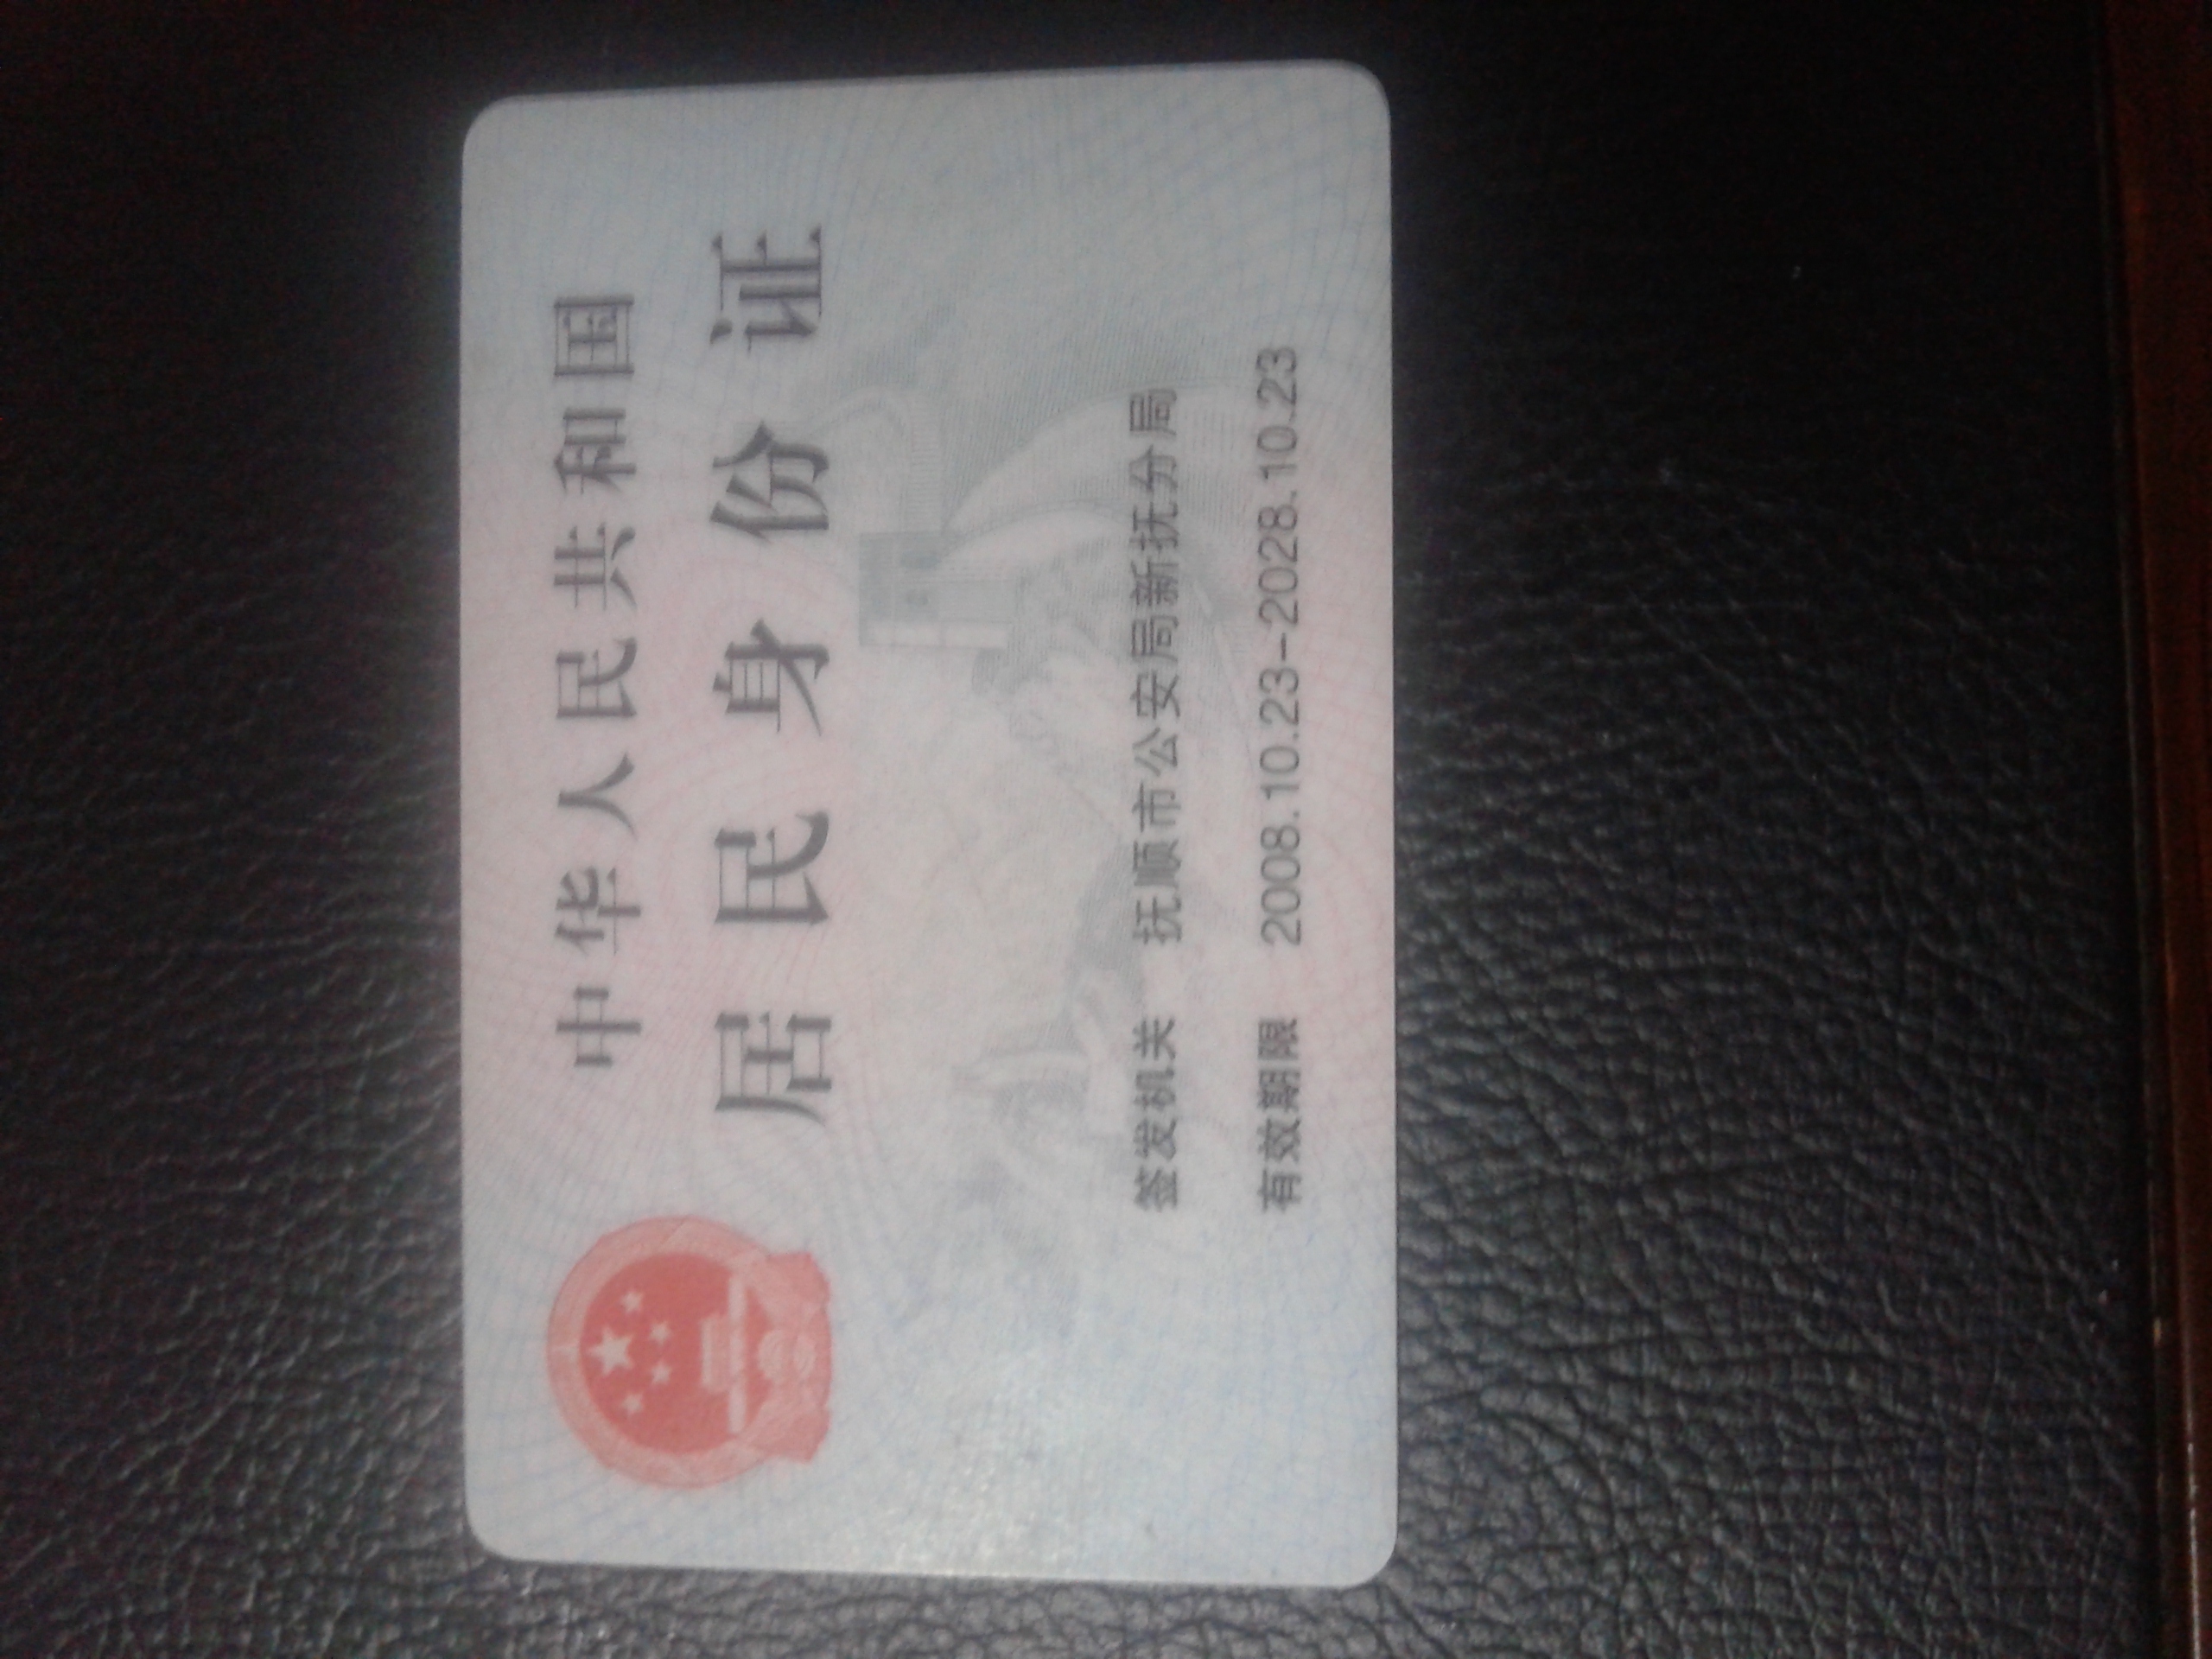 中华人民共和国
居民身份证
签发机关 抚顺市公安局新抚分局
有效期限 2008.10.23-2028.10.23